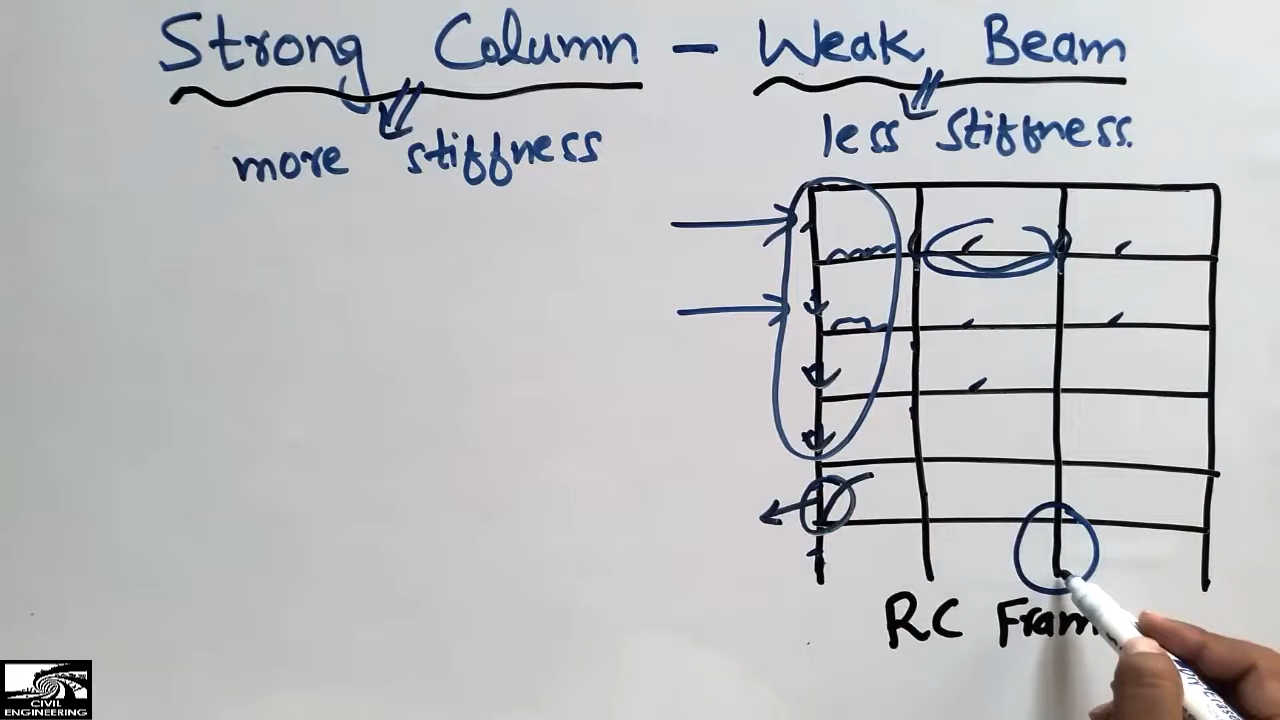 Strong Column - Weak Beam
more stiffness
less stiffness.
RC Fram
CIVIL
ENGINEERING